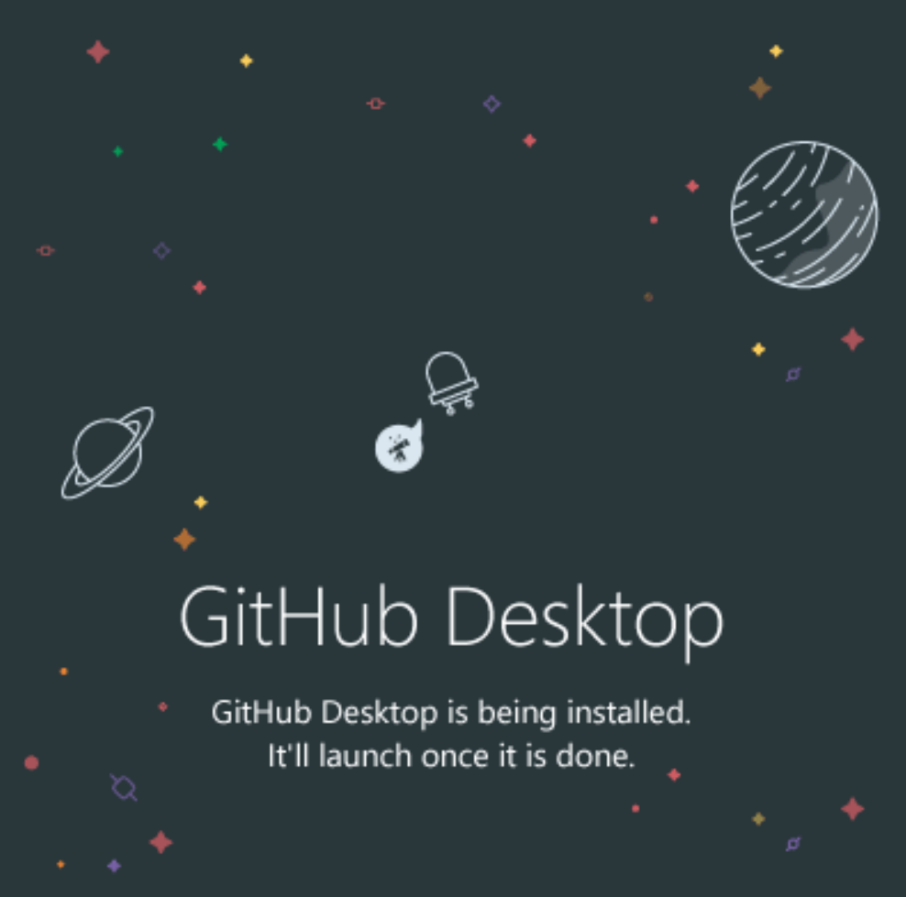 GitHub Desktop
GitHub Desktop is being installed.
It'll launch once it is done.